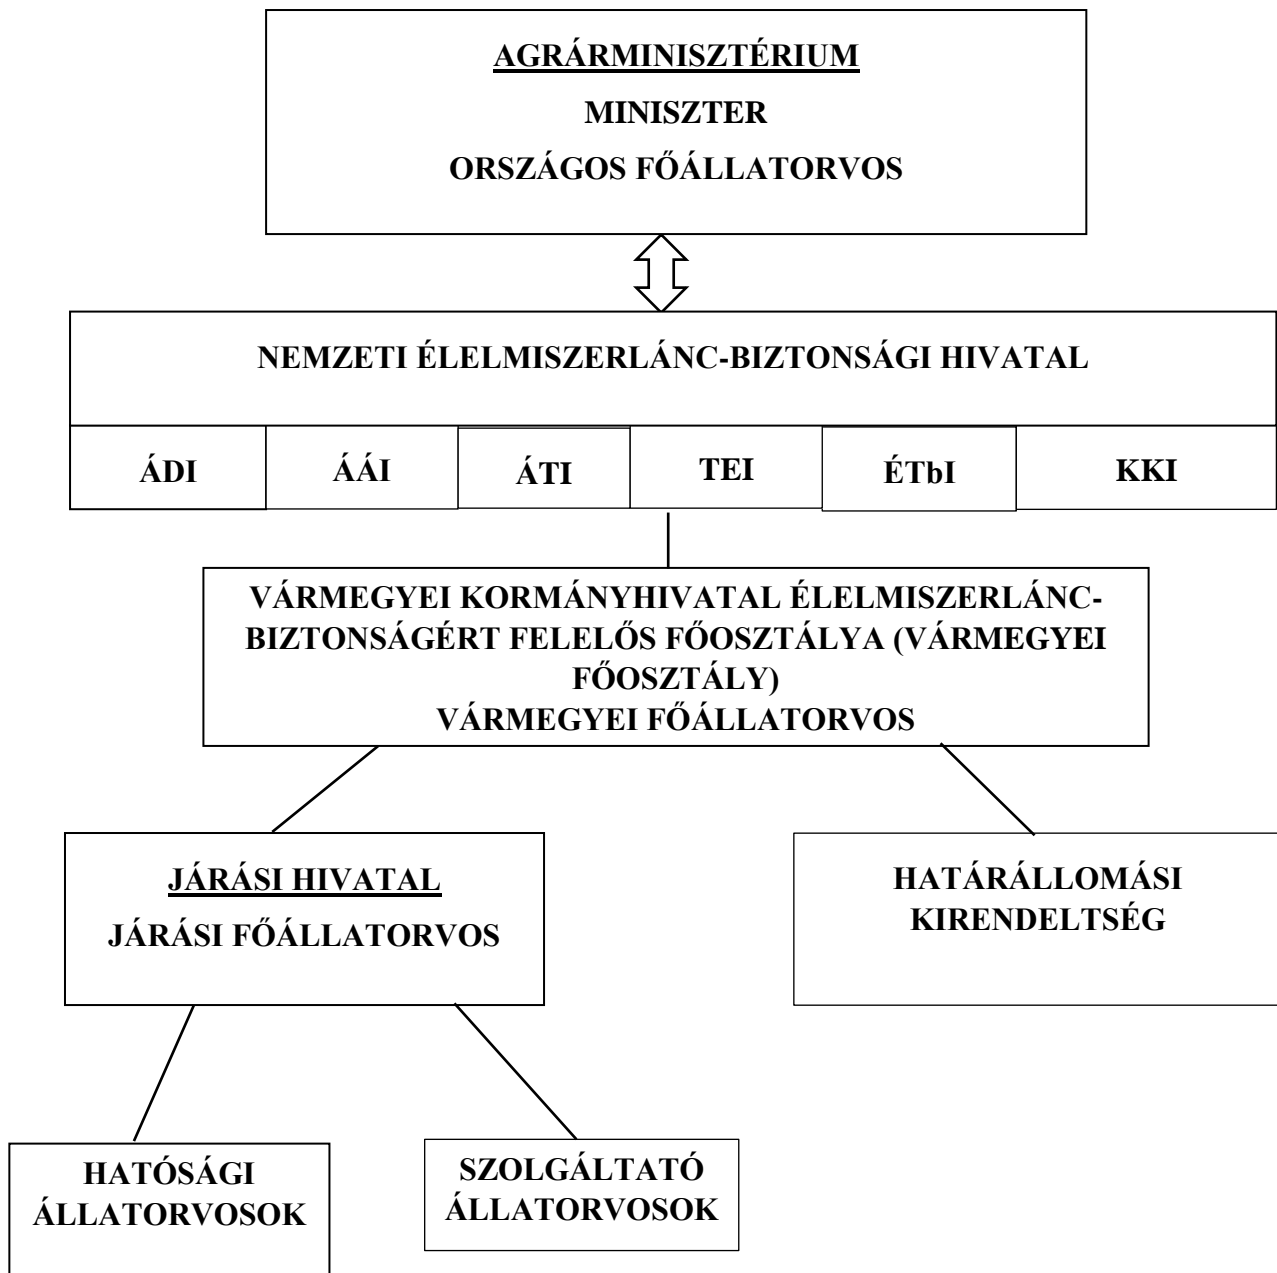 AGRÁRMINISZTÉRIUM
MINISZTER
ORSZÁGOS FŐÁLLATORVOS
NEMZETI ÉLELMISZERLÁNC-BIZTONSÁGI HIVATAL
ÁDI
ÁÁI
ÁTI
TEI
ÉTbI
KKI
VÁRMEGYEI KORMÁNYHIVATAL ÉLELMISZERLÁNC-
BIZTONSÁGÉRT FELELŐS FŐOSZTÁLYA (VÁRMEGYEI
FŐOSZTÁLY)
VÁRMEGYEI FŐÁLLATORVOS
JÁRÁSI HIVATAL
JÁRÁSI FŐÁLLATORVOS
HATÁRÁLLOMÁSI
KIRENDELTSÉG
HATÓSÁGI
ÁLLATORVOSOK
SZOLGÁLTATÓ
ÁLLATORVOSOK